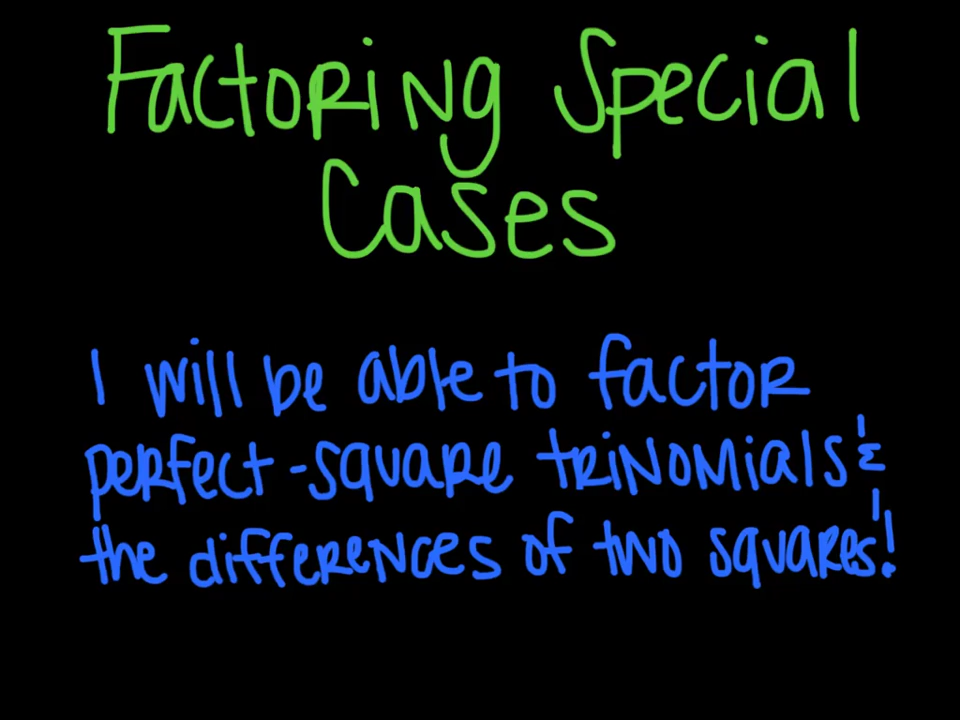 Factoring Special
Cases
I will be able to factor
perfect-square trinomials &
the differences of two squares!